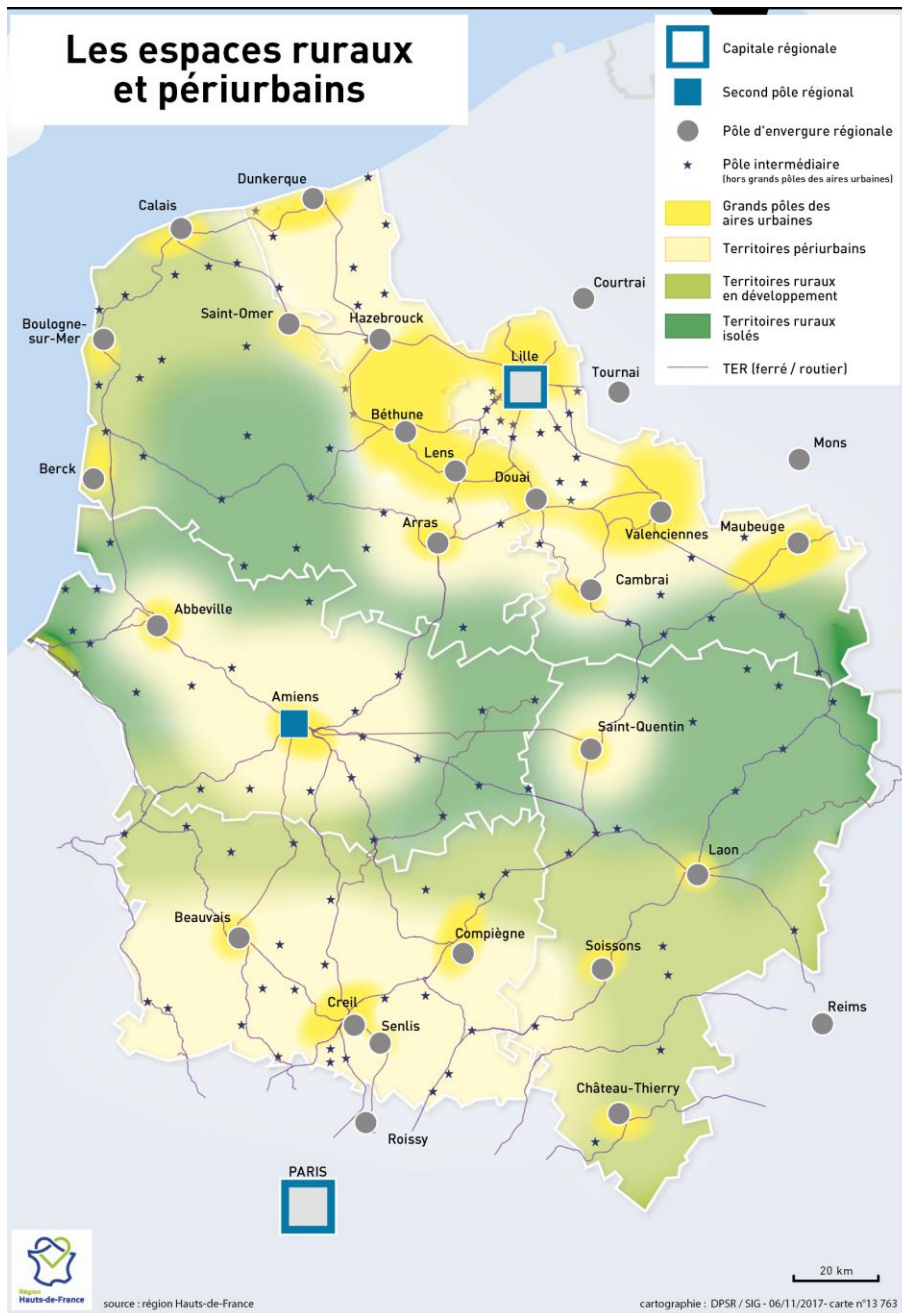 Les espaces ruraux
et périurbains
Capitale régionale
Second pôle régional
Pôle d'envergure régionale
Pôle intermédiaire
(hors grands pôles des aires urbaines)
Grands pôles des
aires urbaines
Territoires périurbains
Territoires ruraux
en développement
Territoires ruraux
isolés
TER (ferré / routier)
Dunkerque
Calais
Courtrai
Saint-Omer
Hazebrouck
Boulogne-
sur-Mer
Lille
Tournai
Béthune
Lens
Mons
Berck
Douai
Arras
Valenciennes
Maubeuge
Cambrai
Abbeville
Amiens
Saint-Quentin
Laon
Beauvais
Compiègne
Soissons
Creil
Senlis
Reims
Château-Thierry
Roissy
PARIS
20 km
Région
Hauts-de-France
source : région Hauts-de-France
cartographie : DPSR / SIG - 06/11/2017- carte n°13 763